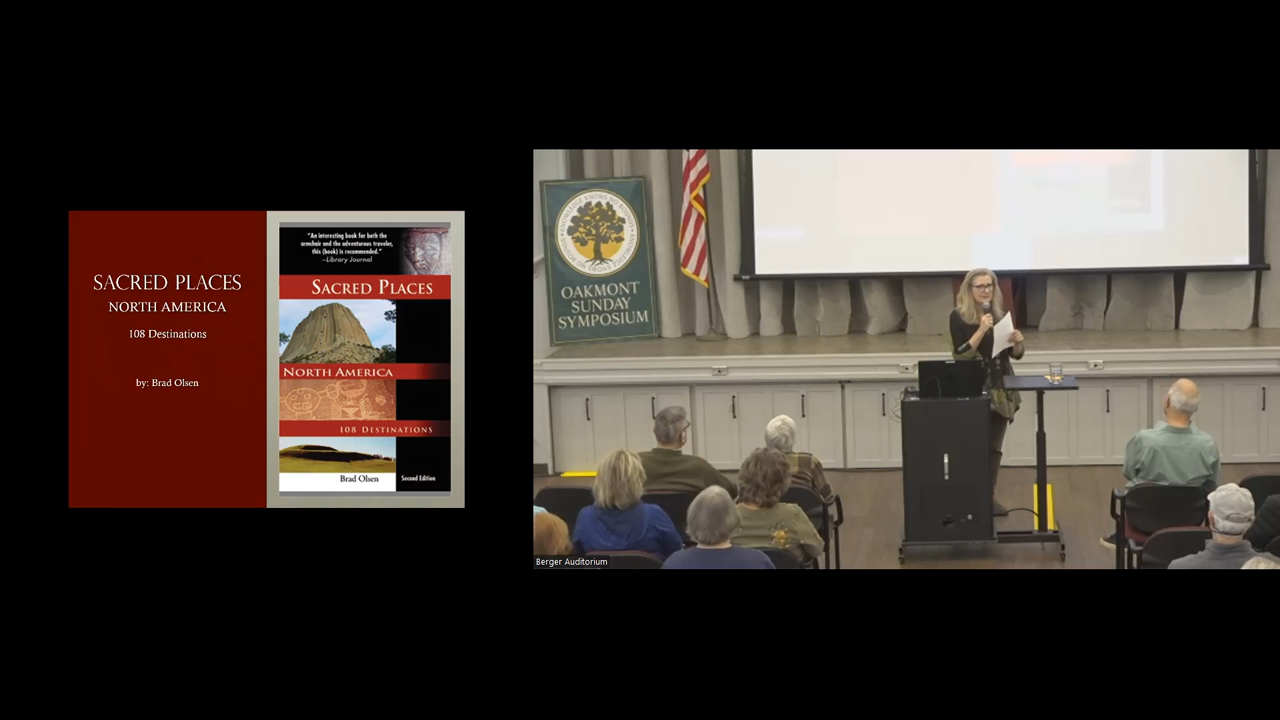 SACRED PLACES
NORTH AMERICA
108 Destinations
by: Brad Olsen
"An interesting book for both the
armchair and the adventurous traveler,
this (book) is recommended."
—Library Journal
SACRED PLACES
NORTH AMERICA
108 DESTINATIONS
Brad Olsen
Second Edition
OAKMONT
SUNDAY
SYMPOSIUM
Berger Auditorium